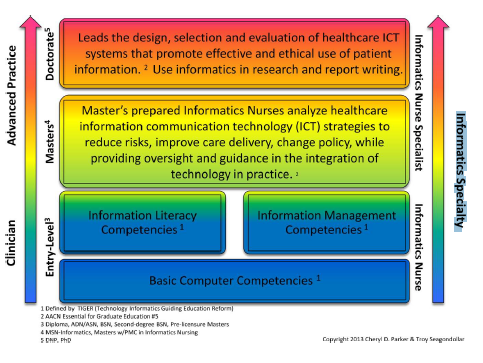 Leads the design, selection and evaluation of healthcare ICT
systems that promote effective and ethical use of patient
information. 2 Use informatics in research and report writing.
Master's prepared Informatics Nurses analyze healthcare
information communication technology (ICT) strategies to
reduce risks, improve care delivery, change policy, while
providing oversight and guidance in the integration of
technology in practice. 2
Information Literacy
Competencies 1
Information Management
Competencies 1
Basic Computer Competencies 1
Advanced Practice
Clinician
Doctorate5
Masters4
Entry-Level3
Informatics Nurse Specialist
Informatics Nurse
Informatics Specialty
1 Defined by TIGER (Technology Informatics Guiding Education Reform)
2 AACN Essential for Graduate Education #5
3 Diploma, ADN/ASN, BSN, Second-degree BSN, Pre-licensure Masters
4 MSN-Informatics, Masters w/PMC in Informatics Nursing
5 DNP, PhD
Copyright 2013 Cheryl D. Parker & Troy Seagondollar